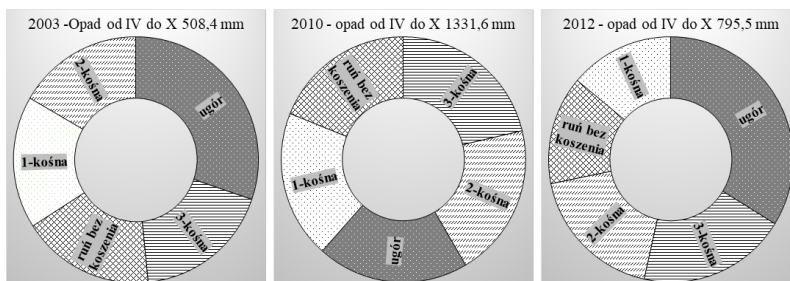 2003 -Opad od IV do X 508,4 mm
2-kośna
ugór
1-kośna
ruń bez
koszenia
3-kośna
2010 - opad od IV do X 1331,6 mm
ruń bez
koszenia
3-kośna
1-kośna
2-kośna
ugór
2012 - opad od IV do X 795,5 mm
1-kośna
ugór
ruń bez
koszenia
2-kośna
3-kośna